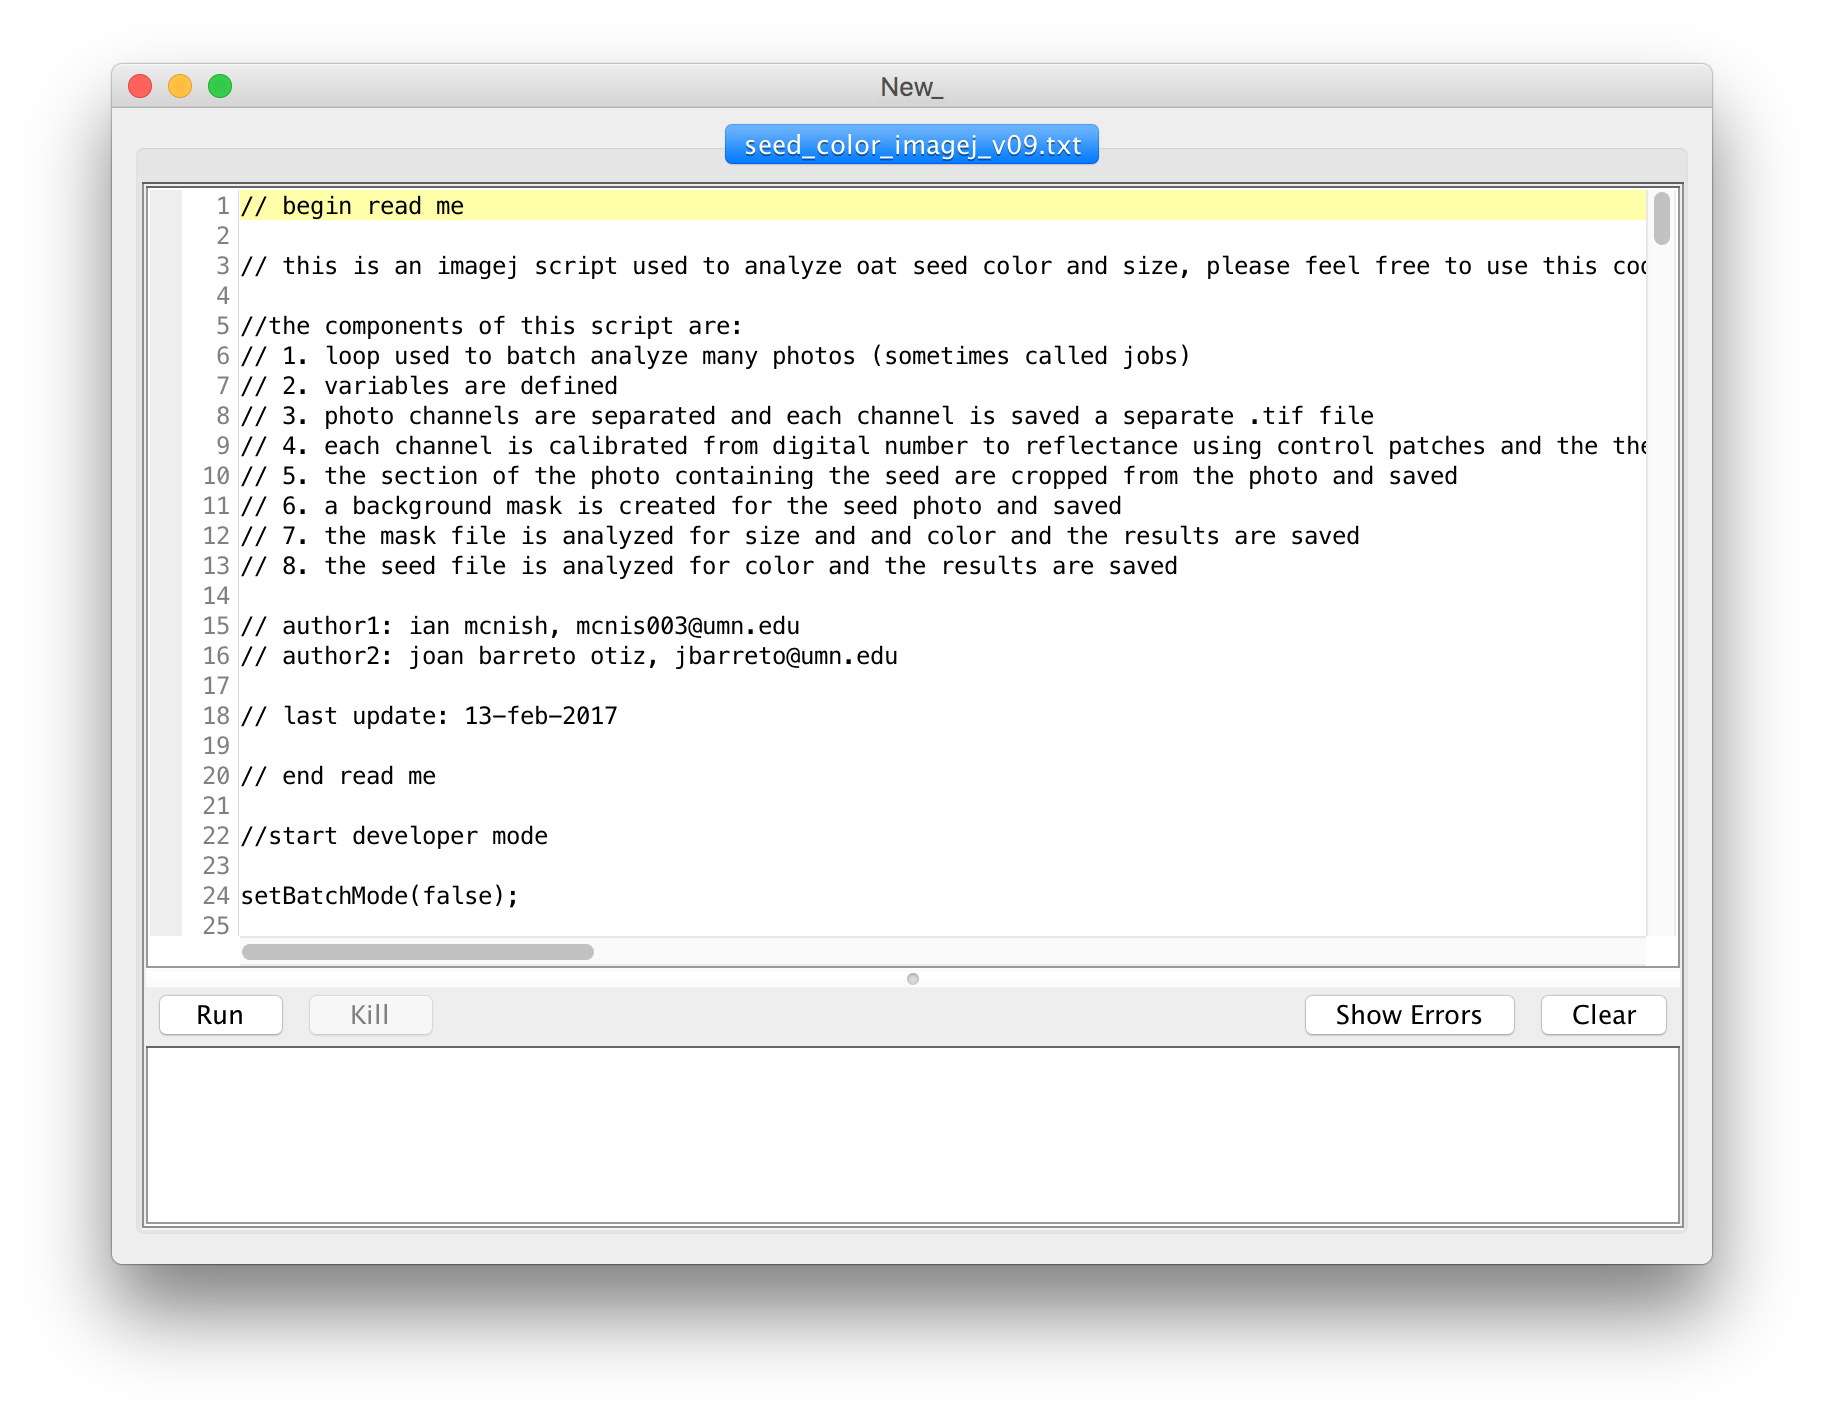 New_
seed_color_imagej_v09.txt
1 // begin read me
2
3 // this is an imagej script used to analyze oat seed color and size, please feel free to use this
4
5 //the components of this script are:
6 // 1. loop used to batch analyze many photos (sometimes called jobs)
7 // 2. variables are defined
8 // 3. photo channels are separated and each channel is saved a separate .tif file
9 // 4. each channel is calibrated from digital number to reflectance using control patches and the
10 // 5. the section of the photo containing the seed are cropped from the photo and saved
11 // 6. a background mask is created for the seed photo and saved
12 // 7. the mask file is analyzed for size and and color and the results are saved
13 // 8. the seed file is analyzed for color and the results are saved
14
15 // author1: ian mcnish, mcnis003@umn.edu
16 // author2: joan barreto otiz, jbarreto@umn.edu
17
18 // last update: 13-feb-2017
19
20 // end read me
21
22 //start developer mode
23
24 setBatchMode(false);
25
Run Kill Show Errors Clear